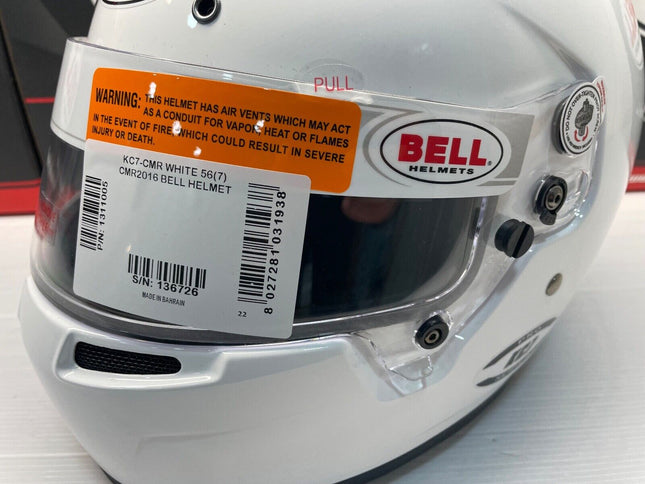 PULL
WARNING: THIS HELMET HAS AIR VENTS WHICH MAY ACT
AS A CONDUIT FOR VAPOR, HEAT OR FLAMES
IN THE EVENT OF FIRE, WHICH COULD RESULT IN SEVERE
INJURY OR DEATH.
BELL
HELMETS
KC7-CMR WHITE 56(7)
CMR2016 BELL HELMET
P/N: 1311005
S/N: 136726
MADE IN BAHRAIN
22
8 027281 031938